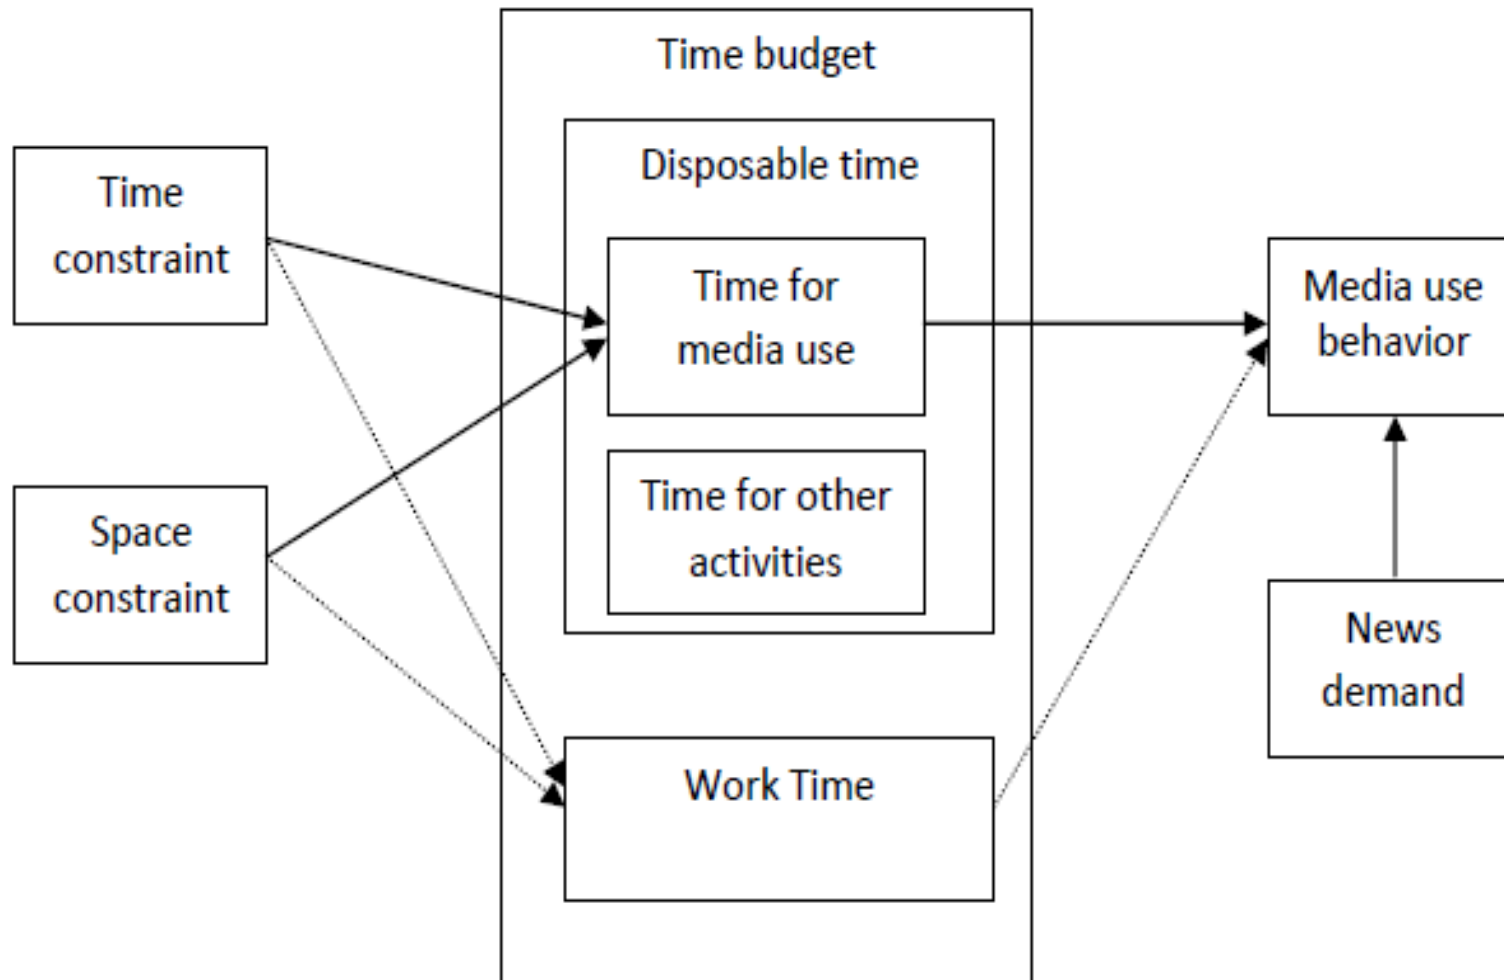 Time budget
Disposable time
Time
constraint
Time for
media use
Media use
behavior
Space
constraint
Time for other
activities
News
demand
Work Time